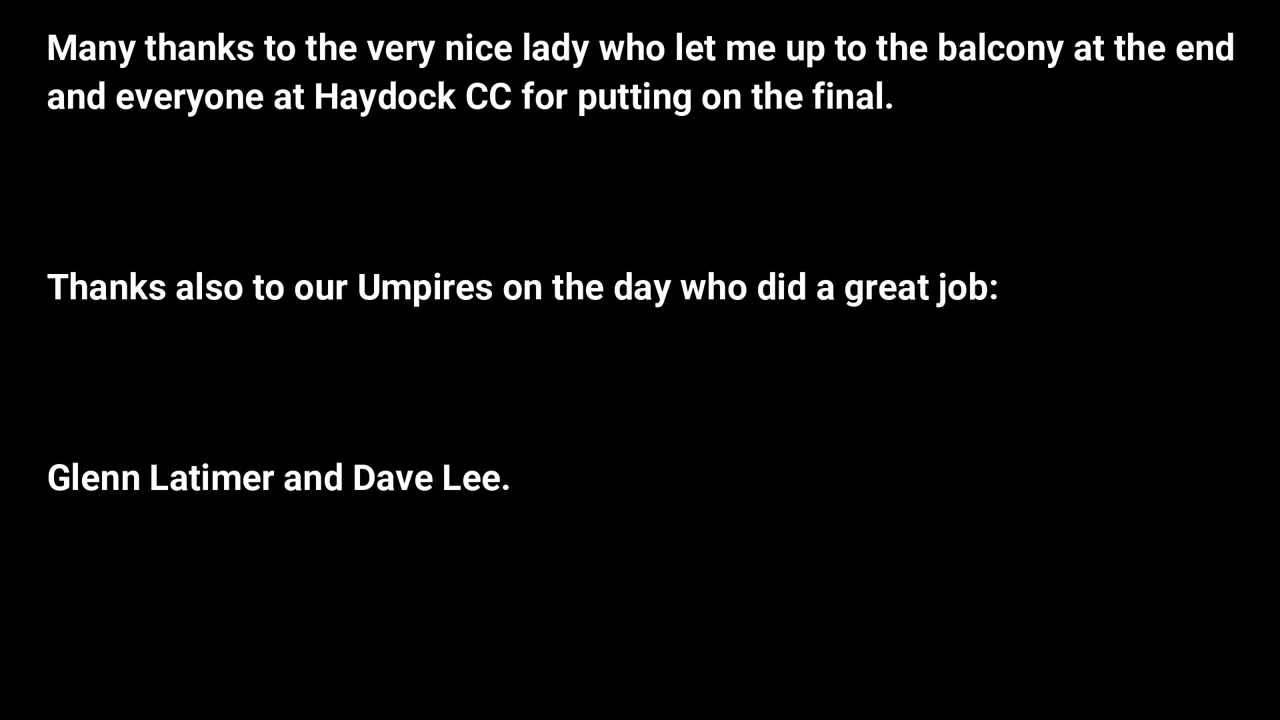 Many thanks to the very nice lady who let me up to the balcony at the end
and everyone at Haydock CC for putting on the final.
Thanks also to our Umpires on the day who did a great job:
Glenn Latimer and Dave Lee.